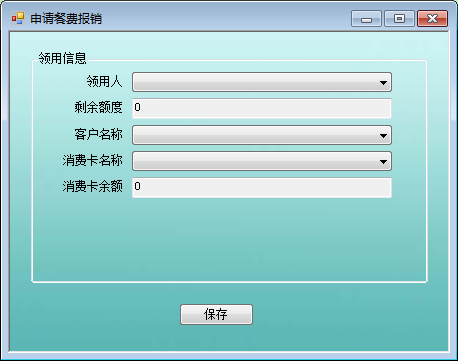 申请餐费报销
领用信息
领用人
剩余额度 0
客户名称
消费卡名称
消费卡余额 0
保存